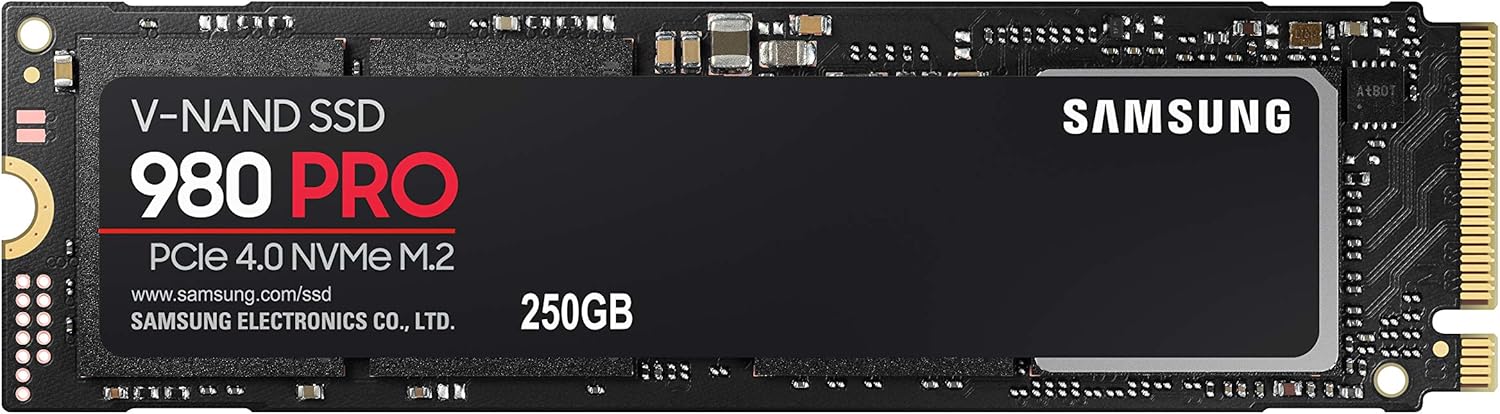 V-NAND SSD
SAMSUNG
980 PRO
PCIe 4.0 NVMe M.2
www.samsung.com/ssd
SAMSUNG ELECTRONICS CO., LTD.
250GB
AtBOT